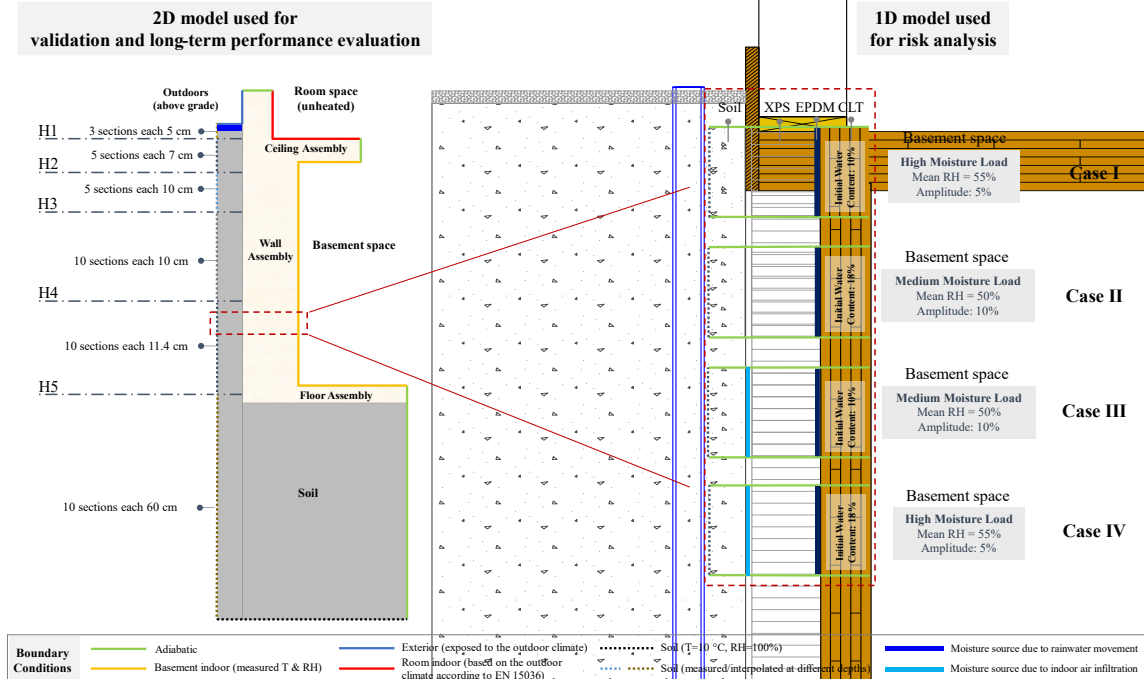 2D model used for
validation and long-term performance evaluation
1D model used
for risk analysis
Outdoors
(above grade)
Room space
(unheated)
H1
3 sections each 5 cm
Ceiling Assembly
H2
5 sections each 7 cm
5 sections each 10 cm
H3
Wall
Assembly
Basement space
10 sections each 10 cm
H4
10 sections each 11.4 cm
H5
Floor Assembly
Soil
10 sections each 60 cm
Soil
XPS
EPDM
CLT
Initial Water
Content: 10%
Basement space
High Moisture Load
Mean RH = 55%
Amplitude: 5%
Case I
Initial Water
Content: 18%
Basement space
Medium Moisture Load
Mean RH = 50%
Amplitude: 10%
Case II
Initial Water
Content: 10%
Basement space
Medium Moisture Load
Mean RH = 50%
Amplitude: 10%
Case III
Initial Water
Content: 18%
Basement space
High Moisture Load
Mean RH = 55%
Amplitude: 5%
Case IV
Boundary
Conditions
Adiabatic
Basement indoor (measured T & RH)
Exterior (exposed to the outdoor climate)
Room indoor (based on the outdoor
climate according to EN 15036)
Soil (T=10 °C, RH=100%)
Soil (measured/interpolated at different depths)
Moisture source due to rainwater movement
Moisture source due to indoor air infiltration